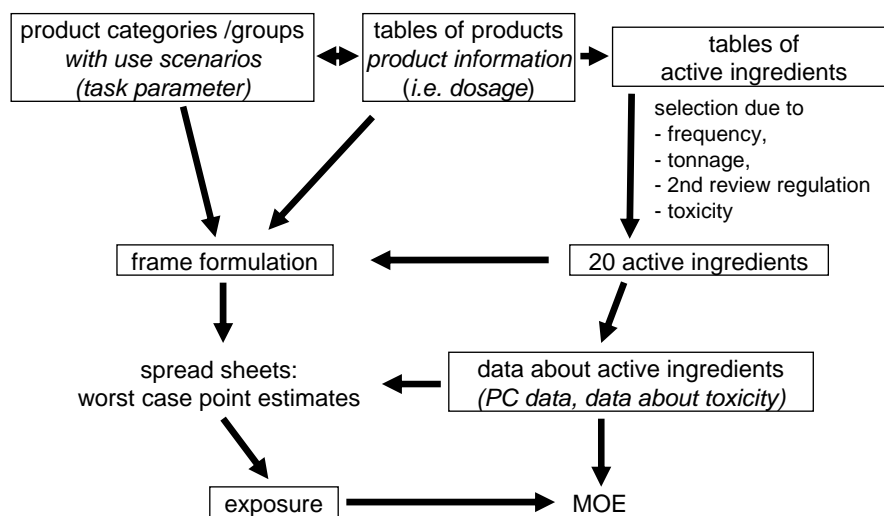 product categories /groups
with use scenarios
(task parameter)
tables of products
product information
(i.e. dosage)
tables of
active ingredients
selection due to
- frequency,
- tonnage,
- 2nd review regulation
- toxicity
frame formulation
20 active ingredients
spread sheets:
worst case point estimates
data about active ingredients
(PC data, data about toxicity)
exposure
MOE